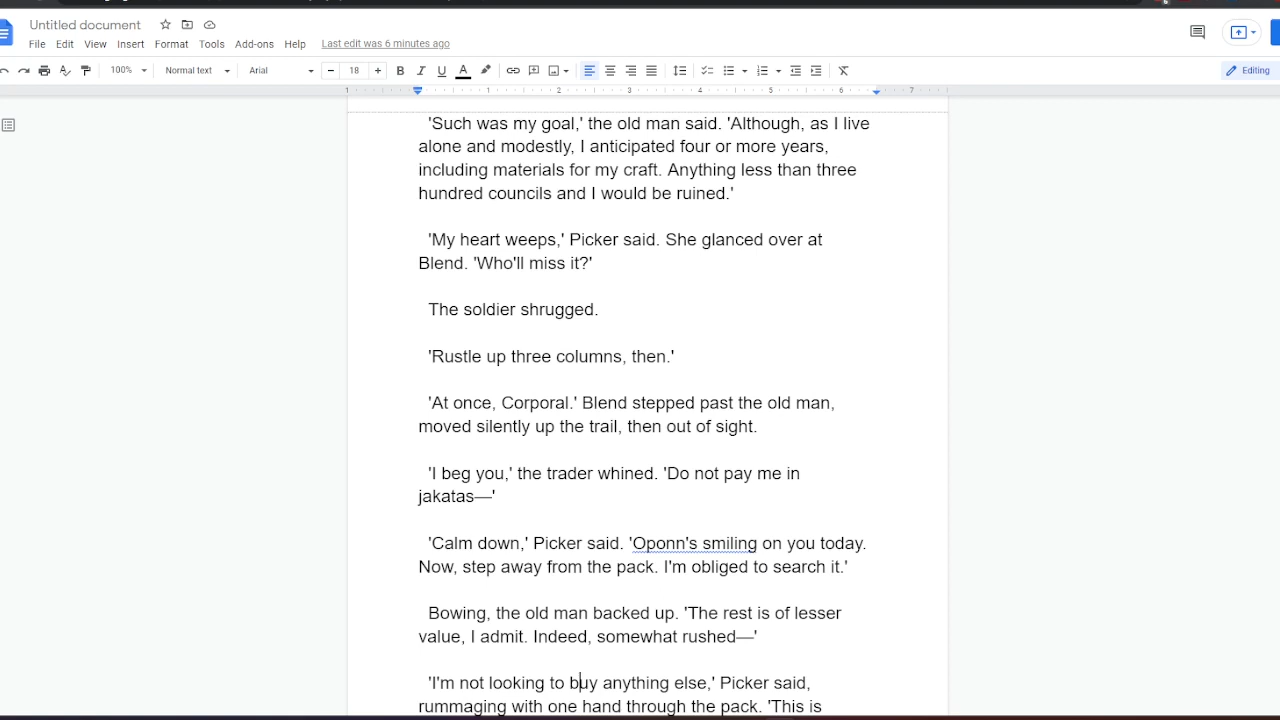 Untitled document
File Edit View Insert Format Tools Add-ons Help Last edit was 6 minutes ago
100% Normal text Arial 18 B I U A Editing
1 1 2 3 4 5 6 7
'Such was my goal,' the old man said. 'Although, as I live
alone and modestly, I anticipated four or more years,
including materials for my craft. Anything less than three
hundred councils and I would be ruined.'
'My heart weeps,' Picker said. She glanced over at
Blend. 'Who'll miss it?'
The soldier shrugged.
'Rustle up three columns, then.'
'At once, Corporal.' Blend stepped past the old man,
moved silently up the trail, then out of sight.
'I beg you,' the trader whined. 'Do not pay me in
jakatas—'
'Calm down,' Picker said. 'Oponn's smiling on you today.
Now, step away from the pack. I'm obliged to search it.'
Bowing, the old man backed up. 'The rest is of lesser
value, I admit. Indeed, somewhat rushed—'
'I'm not looking to buy anything else,' Picker said,
rummaging with one hand through the pack. 'This is